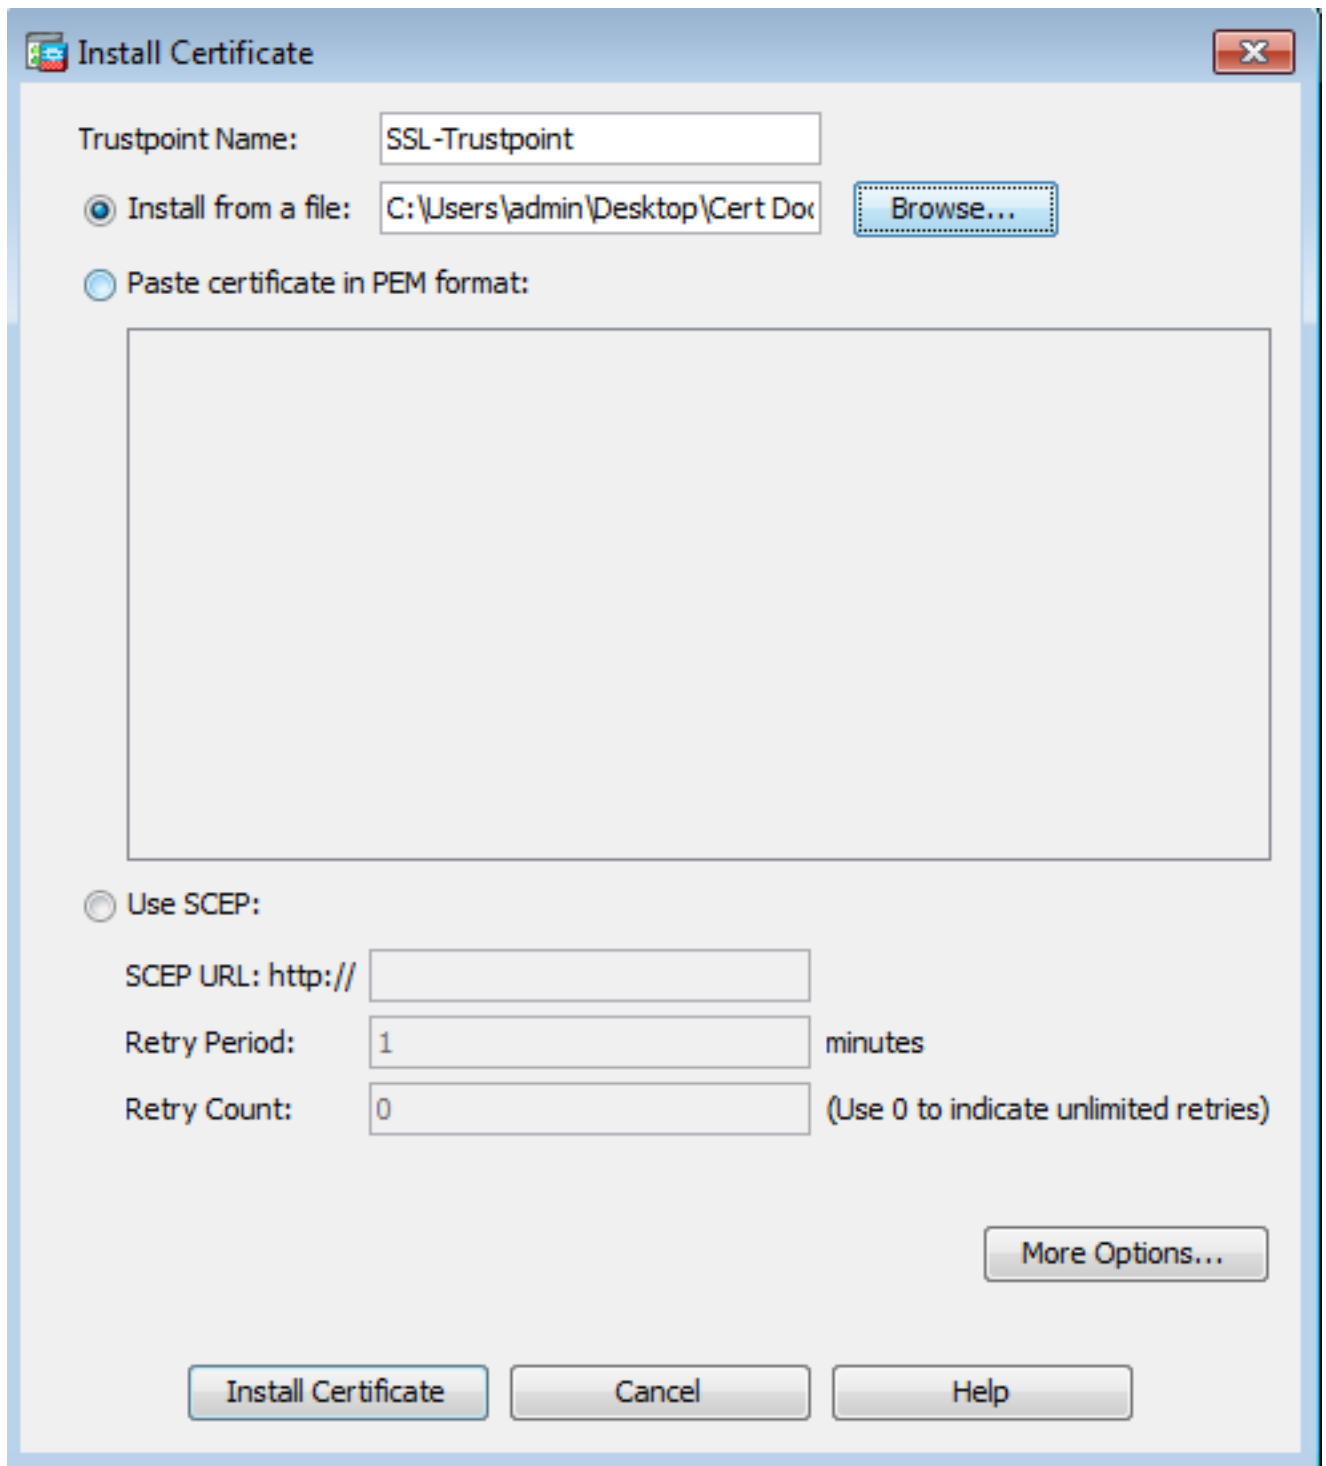 Install Certificate
Trustpoint Name: SSL-Trustpoint
Install from a file: C:\Users\admin\Desktop\Cert Doc Browse...
Paste certificate in PEM format:
Use SCEP:
SCEP URL: http://
Retry Period: 1 minutes
Retry Count: 0 (Use 0 to indicate unlimited retries)
More Options...
Install Certificate Cancel Help